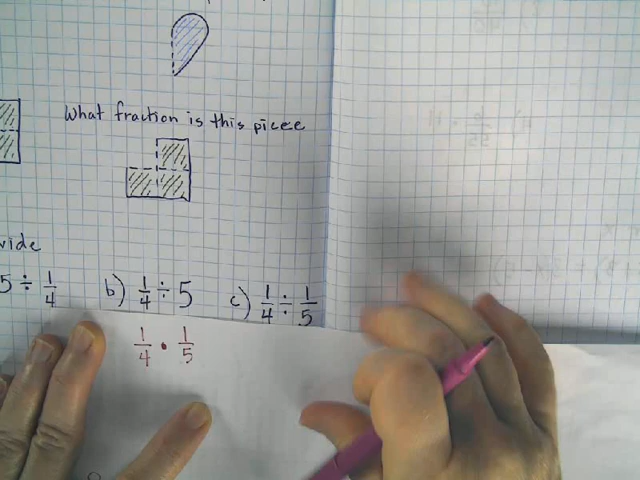 What fraction is this picee
vide
5 ÷ 1/4 b) 1/4 ÷ 5 c) 1/4 ÷ 1/5
1/4 • 1/5